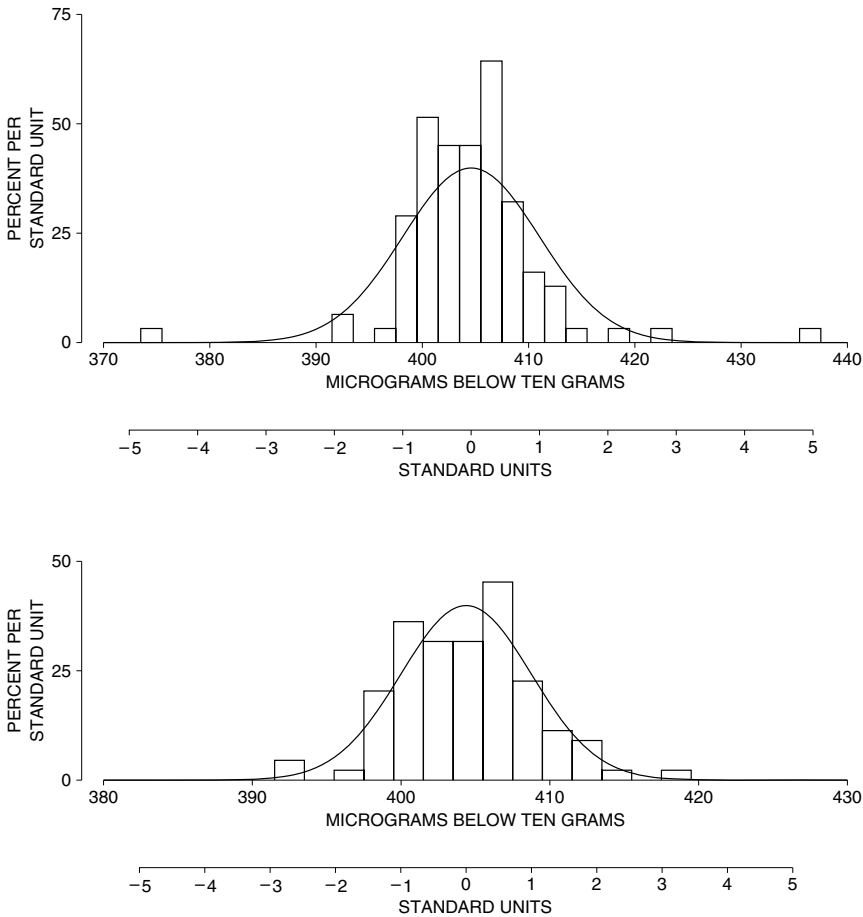 75
50
25
0
PERCENT PER
STANDARD UNIT
370 380 390 400 410 420 430 440
MICROGRAMS BELOW TEN GRAMS
−5 −4 −3 −2 −1 0 1 2 3 4 5
STANDARD UNITS
50
25
0
PERCENT PER
STANDARD UNIT
380 390 400 410 420 430
MICROGRAMS BELOW TEN GRAMS
−5 −4 −3 −2 −1 0 1 2 3 4 5
STANDARD UNITS